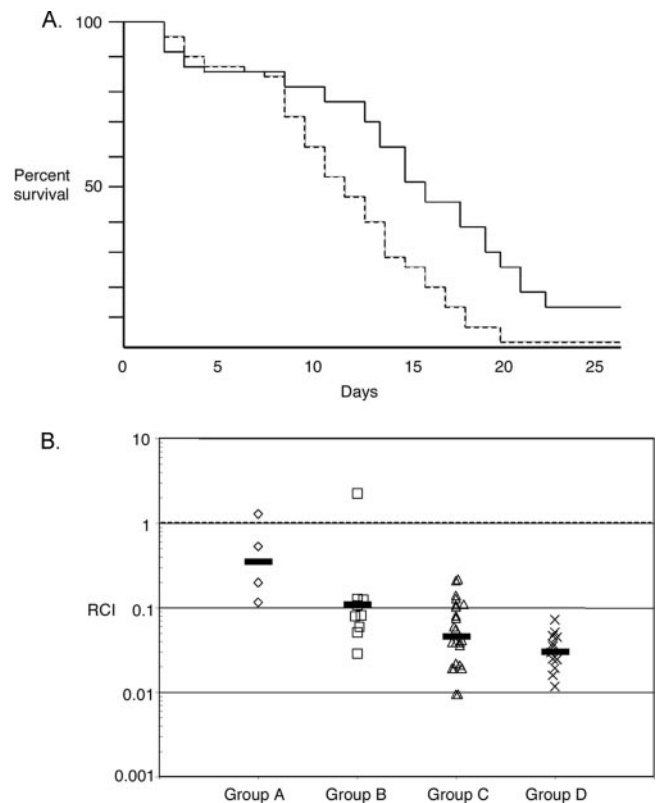 A.
100
Percent
survival
50
0 5 10 15 20 25
Days
B.
10
1
RCI
0.1
0.01
0.001
Group A Group B Group C Group D